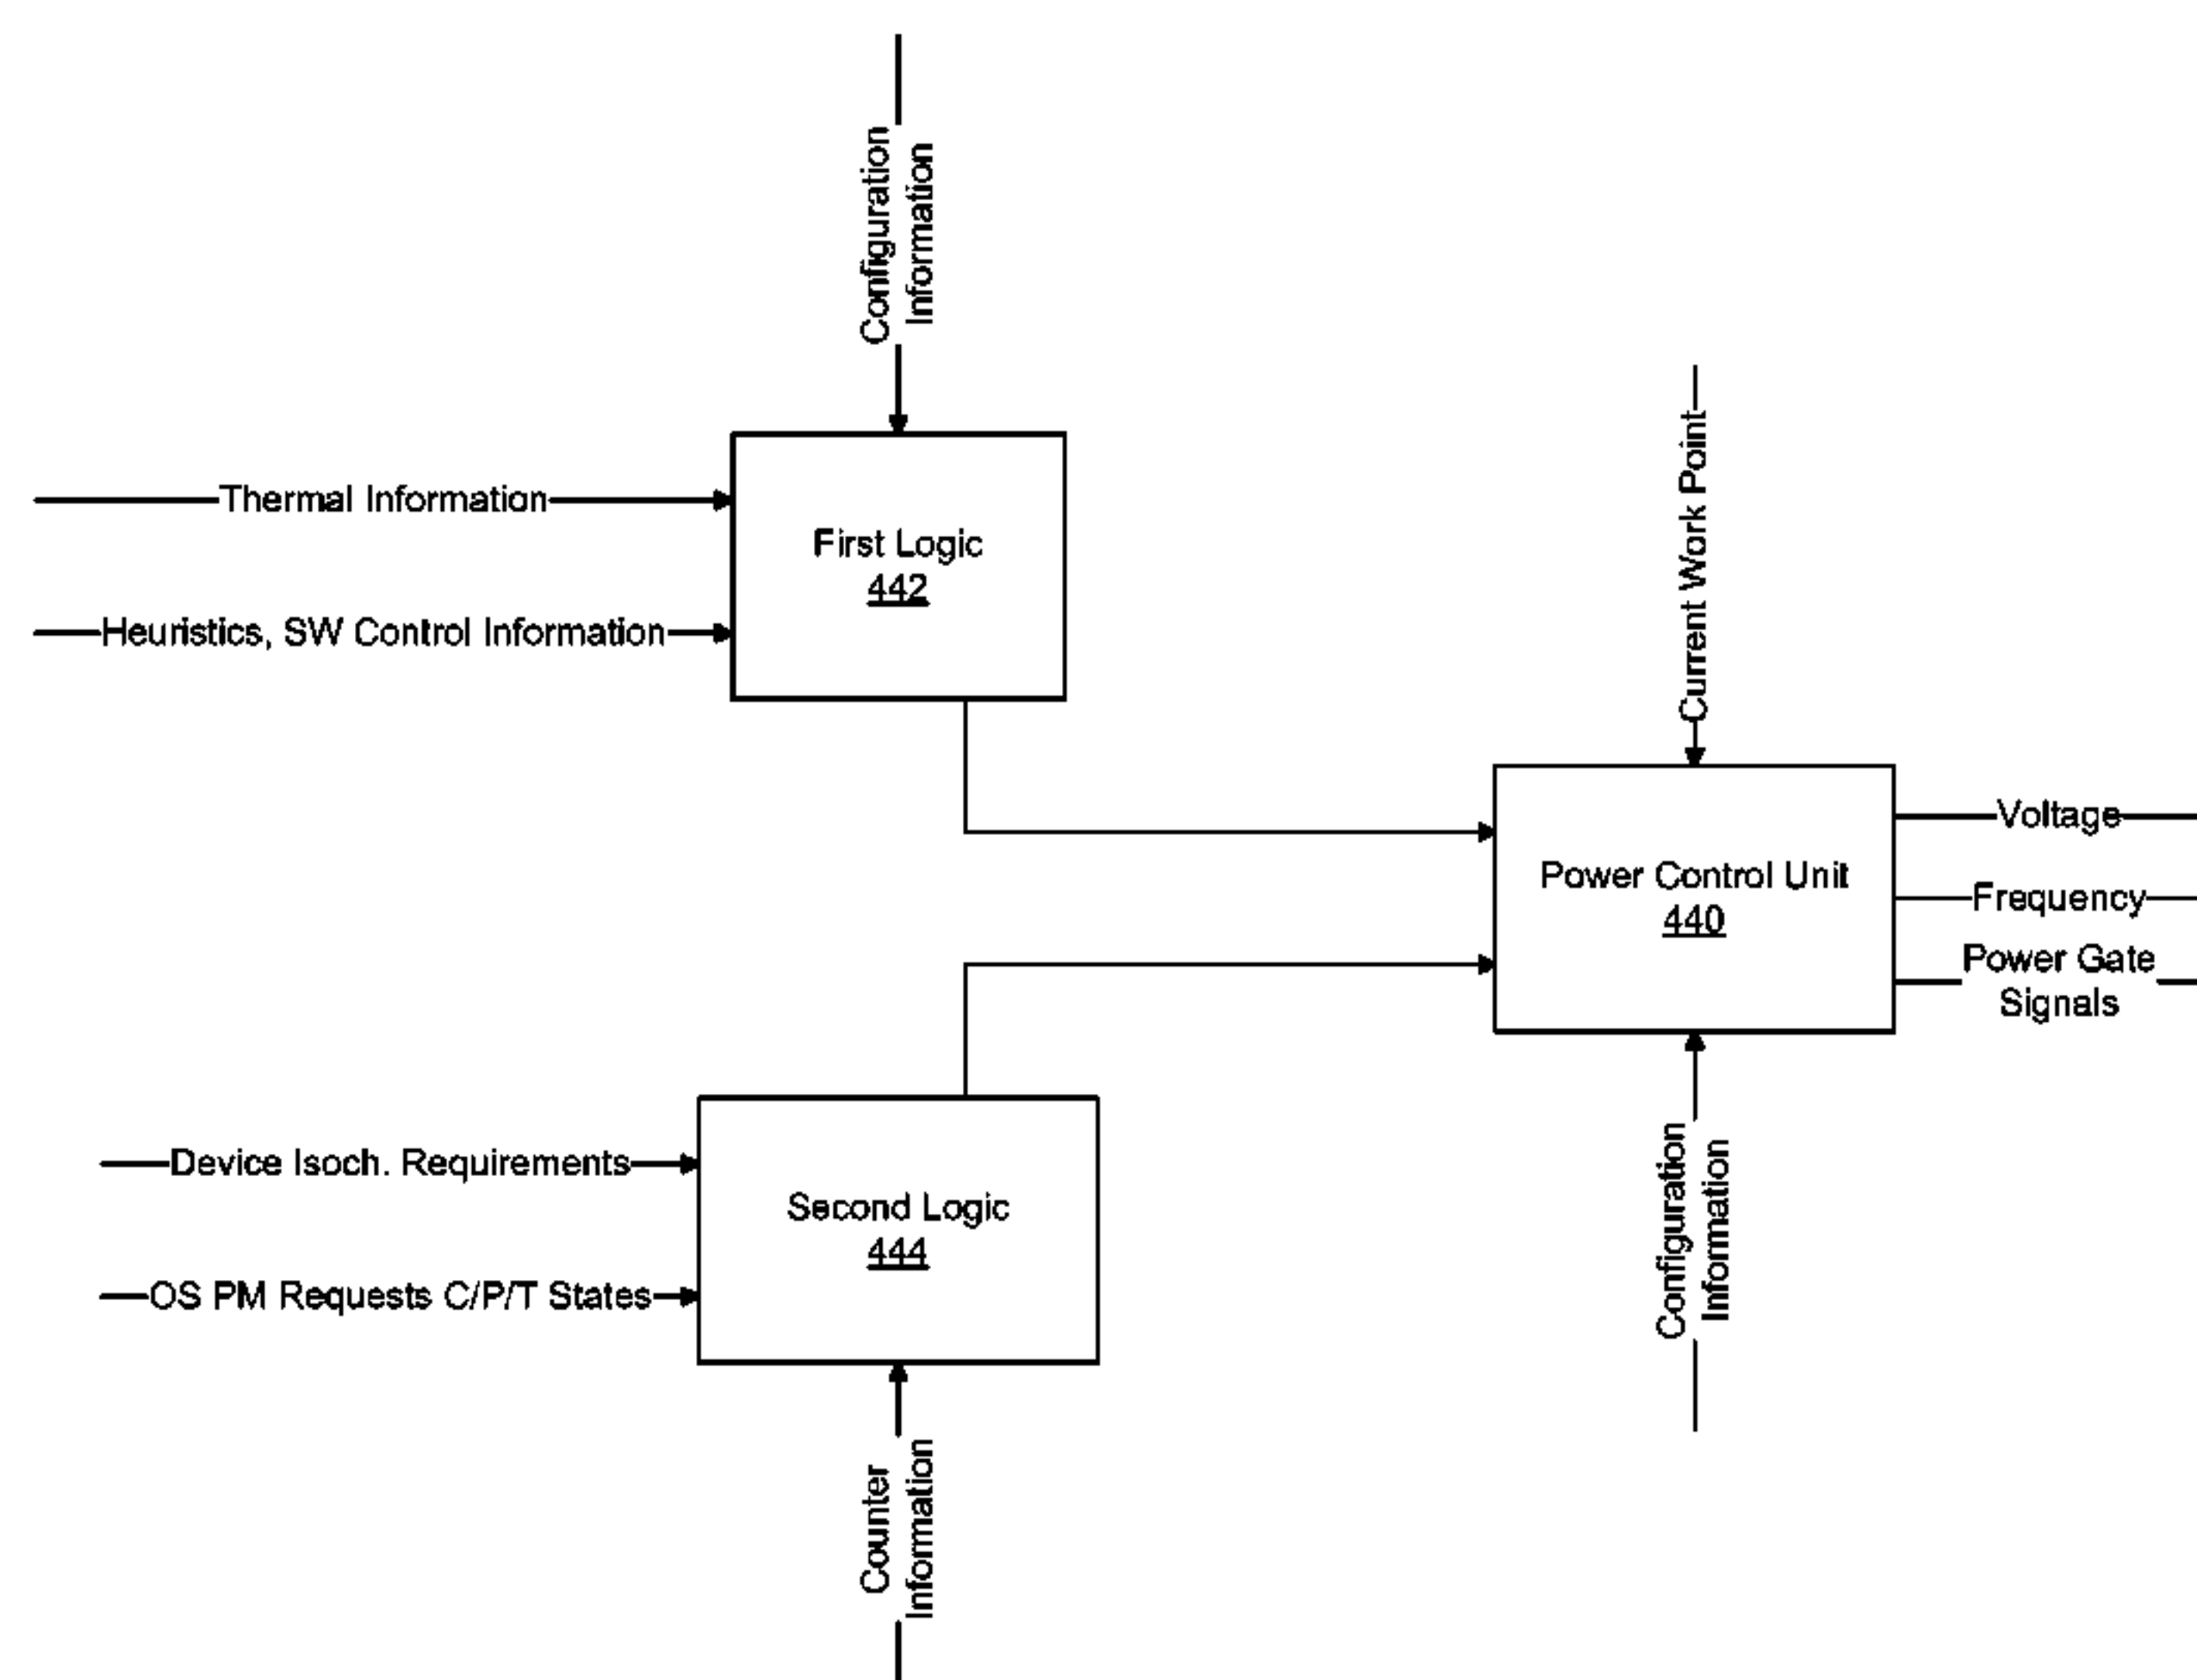 Configuration
Information
Thermal Information
First Logic
442
Heuristics, SW Control Information
Current Work Point
Voltage
Power Control Unit
440
Frequency
Power Gate
Signals
Device Isoch. Requirements
Second Logic
444
OS PM Requests C/P/T States
Configuration
Information
Counter
Information